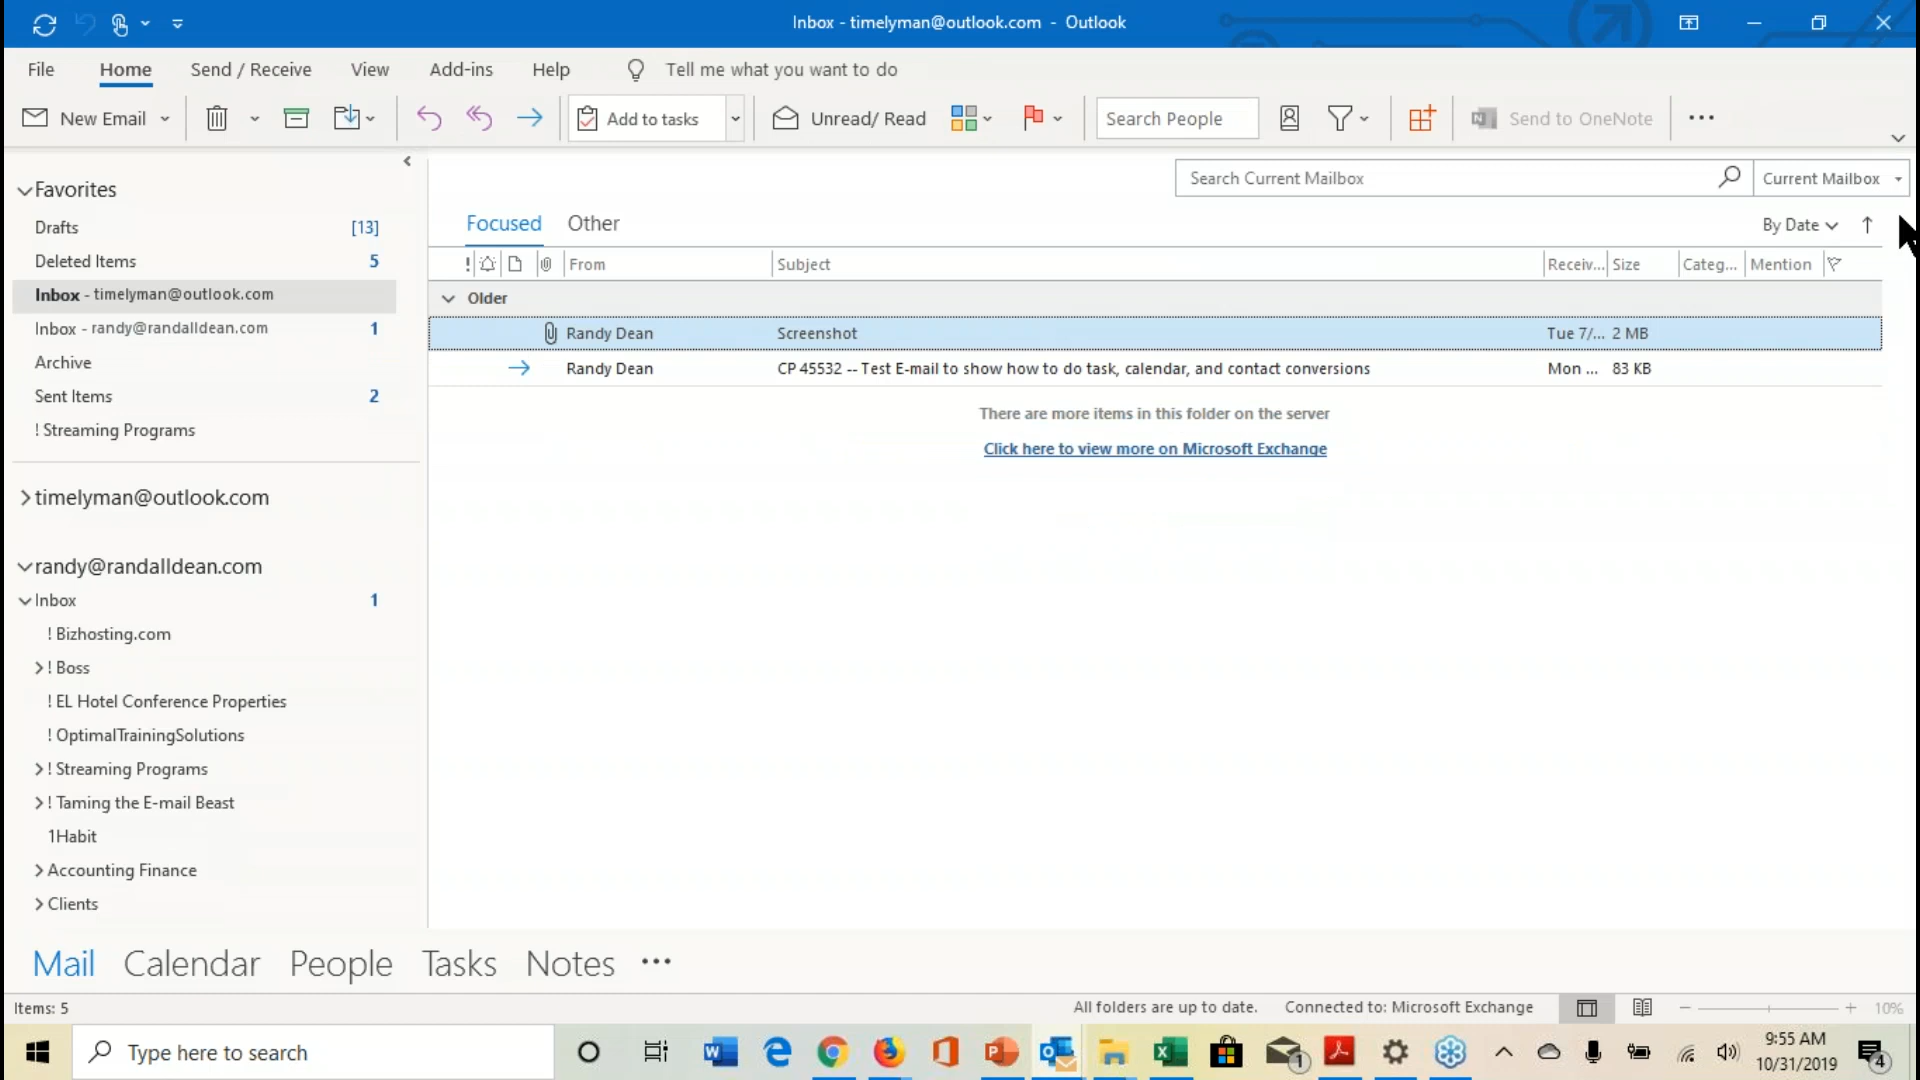 Inbox - timelyman@outlook.com - Outlook
File Home Send / Receive View Add-ins Help Tell me what you want to do
New Email Add to tasks Unread/ Read Search People Send to OneNote
Search Current Mailbox Current Mailbox
Favorites
Drafts [13]
Deleted Items 5
Inbox - timelyman@outlook.com
Inbox - randy@randalldean.com 1
Archive
Sent Items 2
! Streaming Programs
timelyman@outlook.com
randy@randalldean.com
Inbox 1
! Bizhosting.com
! Boss
! EL Hotel Conference Properties
! OptimalTrainingSolutions
! Streaming Programs
! Taming the E-mail Beast
1Habit
Accounting Finance
Clients
Focused Other By Date
! From Subject Receiv... Size Categ... Mention
Older
Randy Dean Screenshot Tue 7/... 2 MB
Randy Dean CP 45532 -- Test E-mail to show how to do task, calendar, and contact conversions Mon ... 83 KB
There are more items in this folder on the server
Click here to view more on Microsoft Exchange
Mail Calendar People Tasks Notes ...
Items: 5 All folders are up to date. Connected to: Microsoft Exchange 10%
Type here to search
9:55 AM
10/31/2019
1
4